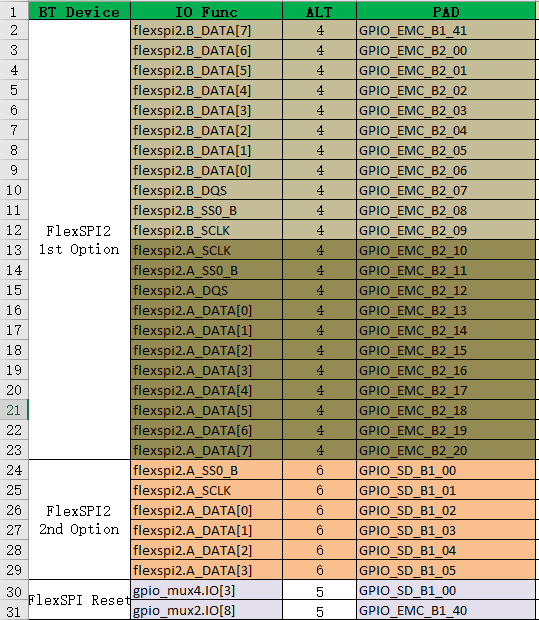 1 BT Device IO Func ALT PAD
2 flexspi2.B_DATA[7] 4 GPIO_EMC_B1_41
3 flexspi2.B_DATA[6] 4 GPIO_EMC_B2_00
4 flexspi2.B_DATA[5] 4 GPIO_EMC_B2_01
5 flexspi2.B_DATA[4] 4 GPIO_EMC_B2_02
6 flexspi2.B_DATA[3] 4 GPIO_EMC_B2_03
7 flexspi2.B_DATA[2] 4 GPIO_EMC_B2_04
8 flexspi2.B_DATA[1] 4 GPIO_EMC_B2_05
9 flexspi2.B_DATA[0] 4 GPIO_EMC_B2_06
10 flexspi2.B_DQS 4 GPIO_EMC_B2_07
11 flexspi2.B_SS0_B 4 GPIO_EMC_B2_08
12 FlexSPI2 flexspi2.B_SCLK 4 GPIO_EMC_B2_09
13 1st Option flexspi2.A_SCLK 4 GPIO_EMC_B2_10
14 flexspi2.A_SS0_B 4 GPIO_EMC_B2_11
15 flexspi2.A_DQS 4 GPIO_EMC_B2_12
16 flexspi2.A_DATA[0] 4 GPIO_EMC_B2_13
17 flexspi2.A_DATA[1] 4 GPIO_EMC_B2_14
18 flexspi2.A_DATA[2] 4 GPIO_EMC_B2_15
19 flexspi2.A_DATA[3] 4 GPIO_EMC_B2_16
20 flexspi2.A_DATA[4] 4 GPIO_EMC_B2_17
21 flexspi2.A_DATA[5] 4 GPIO_EMC_B2_18
22 flexspi2.A_DATA[6] 4 GPIO_EMC_B2_19
23 flexspi2.A_DATA[7] 4 GPIO_EMC_B2_20
24 flexspi2.A_SS0_B 6 GPIO_SD_B1_00
25 flexspi2.A_SCLK 6 GPIO_SD_B1_01
26 FlexSPI2 flexspi2.A_DATA[0] 6 GPIO_SD_B1_02
27 2nd Option flexspi2.A_DATA[1] 6 GPIO_SD_B1_03
28 flexspi2.A_DATA[2] 6 GPIO_SD_B1_04
29 flexspi2.A_DATA[3] 6 GPIO_SD_B1_05
30 FlexSPI Reset gpio_mux4.IO[3] 5 GPIO_SD_B1_00
31 gpio_mux2.IO[8] 5 GPIO_EMC_B1_40